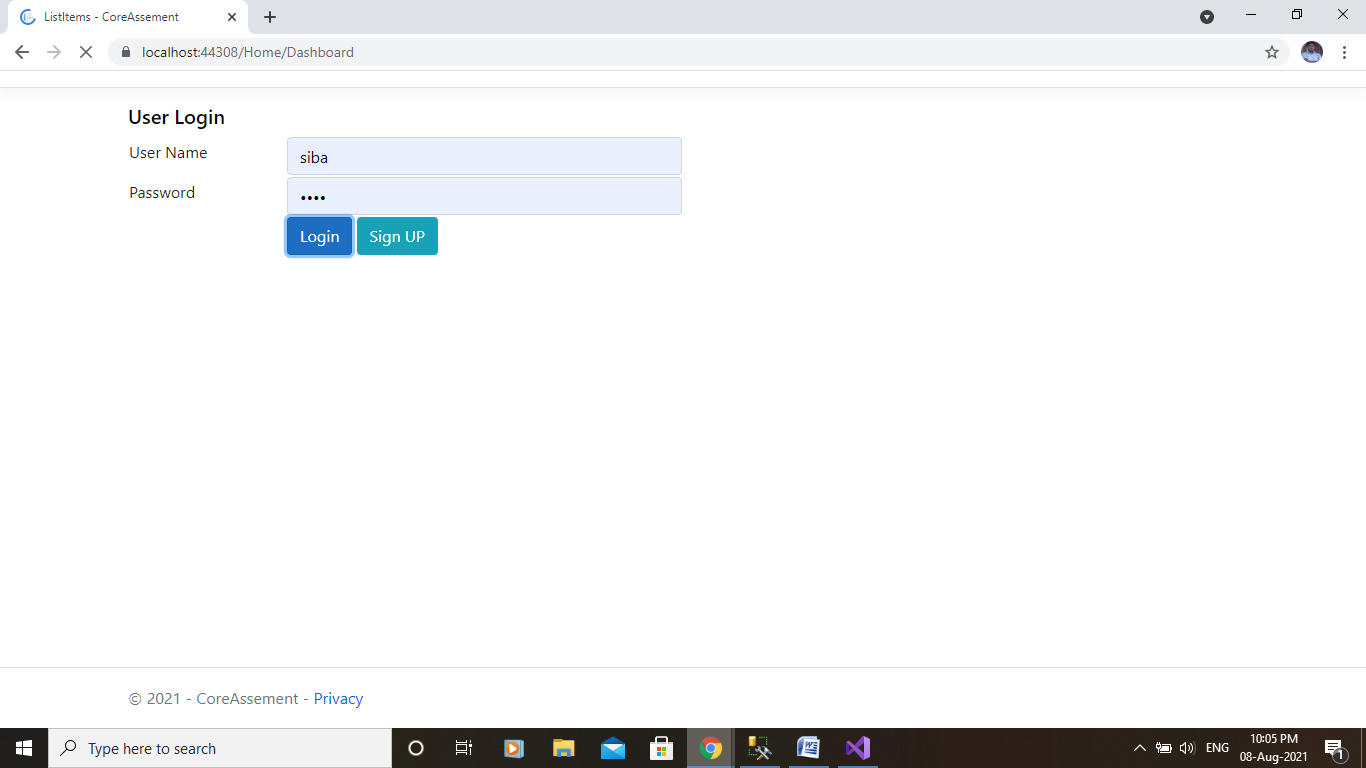 ListItems - CoreAssement
localhost:44308/Home/Dashboard
User Login
User Name
siba
Password
••••
Login
Sign UP
© 2021 - CoreAssement - Privacy
Type here to search
ENG
10:05 PM
08-Aug-2021
1